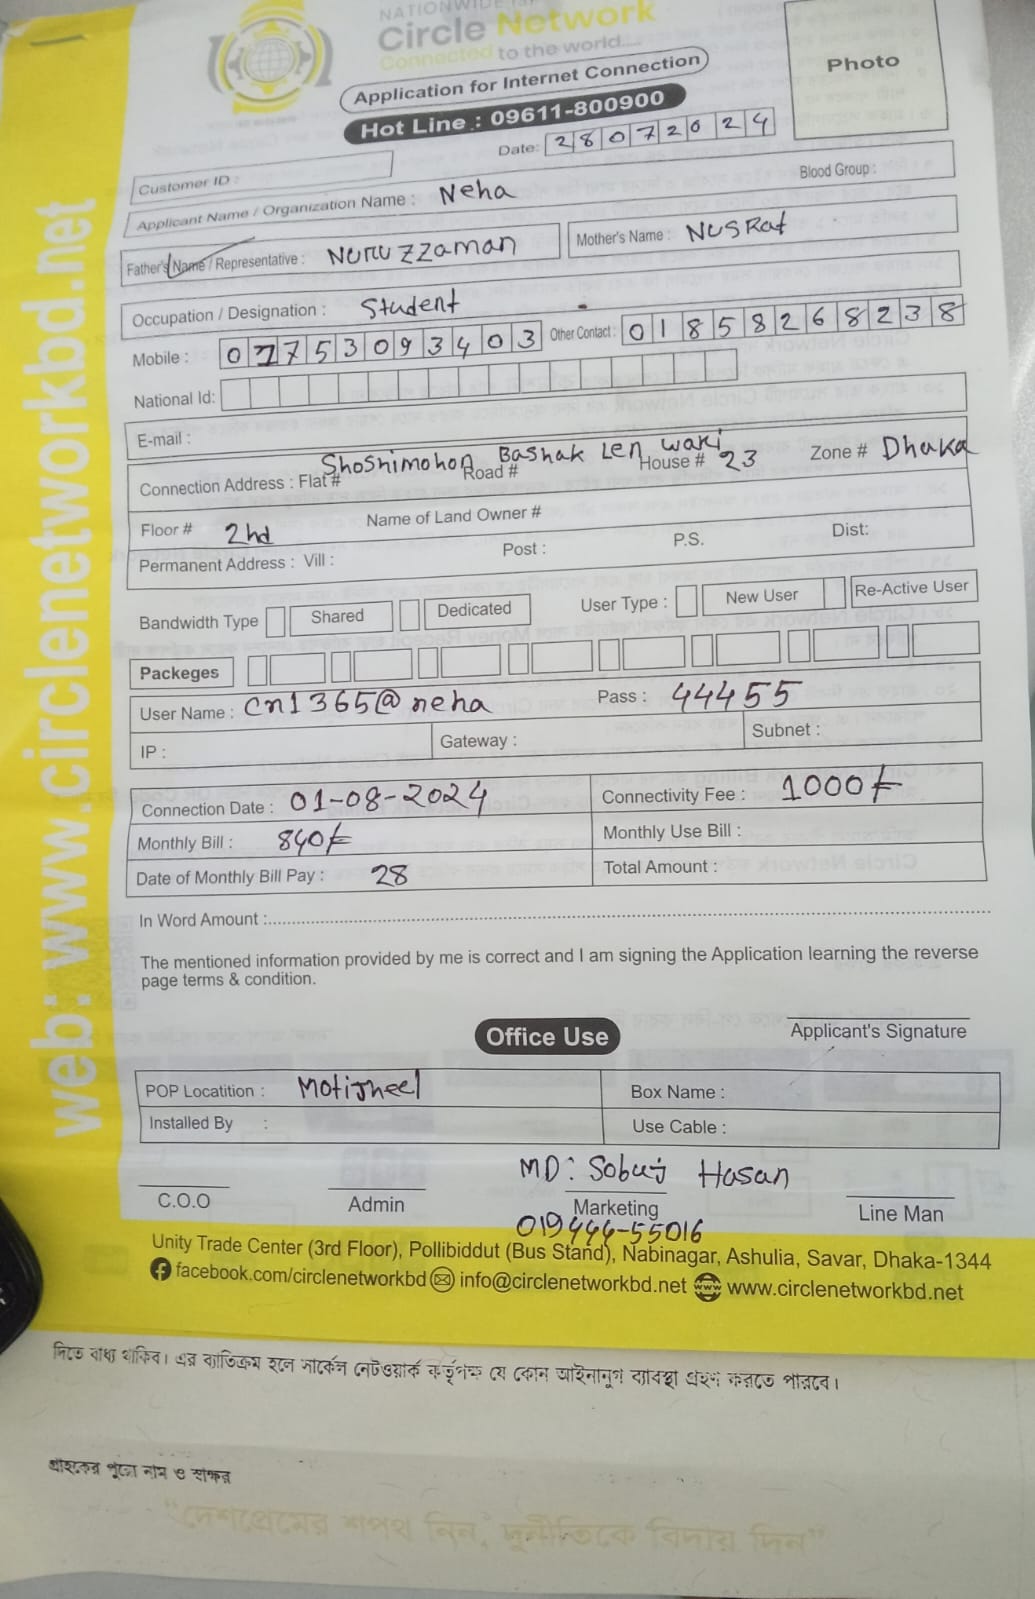 NATIONWIDE ISP
Circle Network
Connected to the world....
Application for Internet Connection
Hot Line : 09611-800900
Photo
Date: 28072024
Customer ID :
Blood Group :
Applicant Name / Organization Name : Neha
Father's Name / Representative : Nuruzzaman
Mother's Name : Nusrat
Occupation / Designation : Student
Mobile : 01753093403 Other Contact : 01858268238
National Id:
E-mail :
Shoshimohon Bashak Len wari
Connection Address : Flat # Road # House # 23 Zone # Dhaka
Floor # 2nd Name of Land Owner #
Permanent Address : Vill : Post : P.S. Dist:
Bandwidth Type Shared Dedicated User Type : New User Re-Active User
Packeges
User Name : cn1365@neha Pass : 44455
IP : Gateway : Subnet :
Connection Date : 01-08-2024 Connectivity Fee : 1000/-
Monthly Bill : 840/- Monthly Use Bill :
Date of Monthly Bill Pay : 28 Total Amount :
In Word Amount :
The mentioned information provided by me is correct and I am signing the Application learning the reverse
page terms & condition.
Applicant's Signature
Office Use
POP Locatition : Motijheel Box Name :
Installed By : Use Cable :
MD: Sobuj Hasan
C.O.O Admin Marketing Line Man
019444-55016
Unity Trade Center (3rd Floor), Pollibiddut (Bus Stand), Nabinagar, Ashulia, Savar, Dhaka-1344
facebook.com/circlenetworkbd info@circlenetworkbd.net www www.circlenetworkbd.net
web: www.circlenetworkbd.net
দিতে বাধ্য থাকিব। এর ব্যতিক্রম হলে সার্কেল নেটওয়ার্ক কর্তৃপক্ষ যে কোন আইনানুগ ব্যাবস্থা গ্রহণ করতে পারবে।
গ্রাহকের পুরো নাম ও স্বাক্ষর
“দেশপ্রেমের শপথ নিন, দুর্নীতিকে বিদায় দিন”